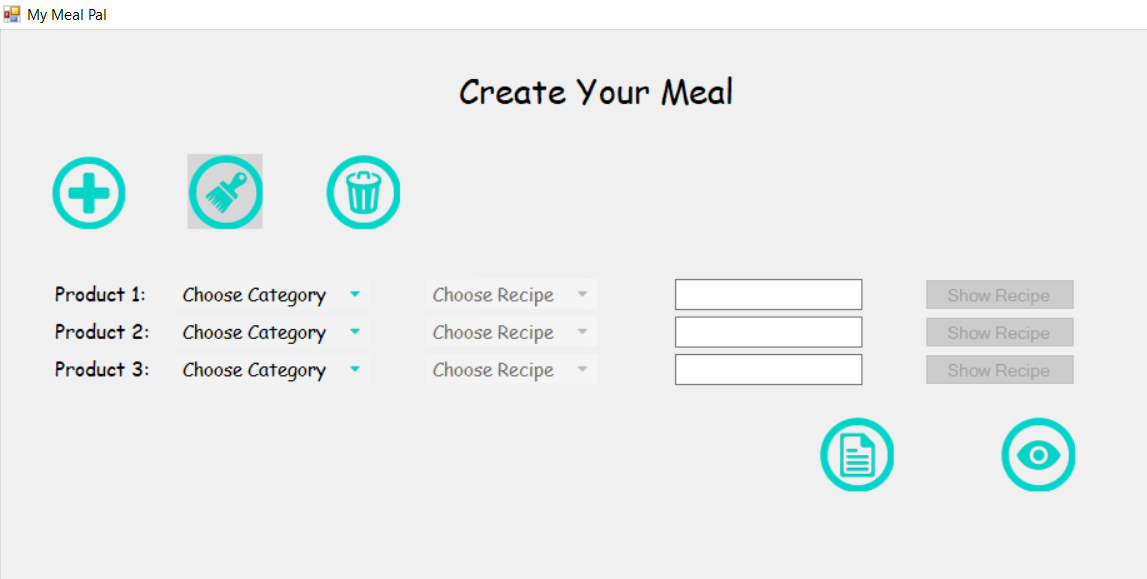 My Meal Pal
Create Your Meal
Product 1: Choose Category Choose Recipe Show Recipe
Product 2: Choose Category Choose Recipe Show Recipe
Product 3: Choose Category Choose Recipe Show Recipe